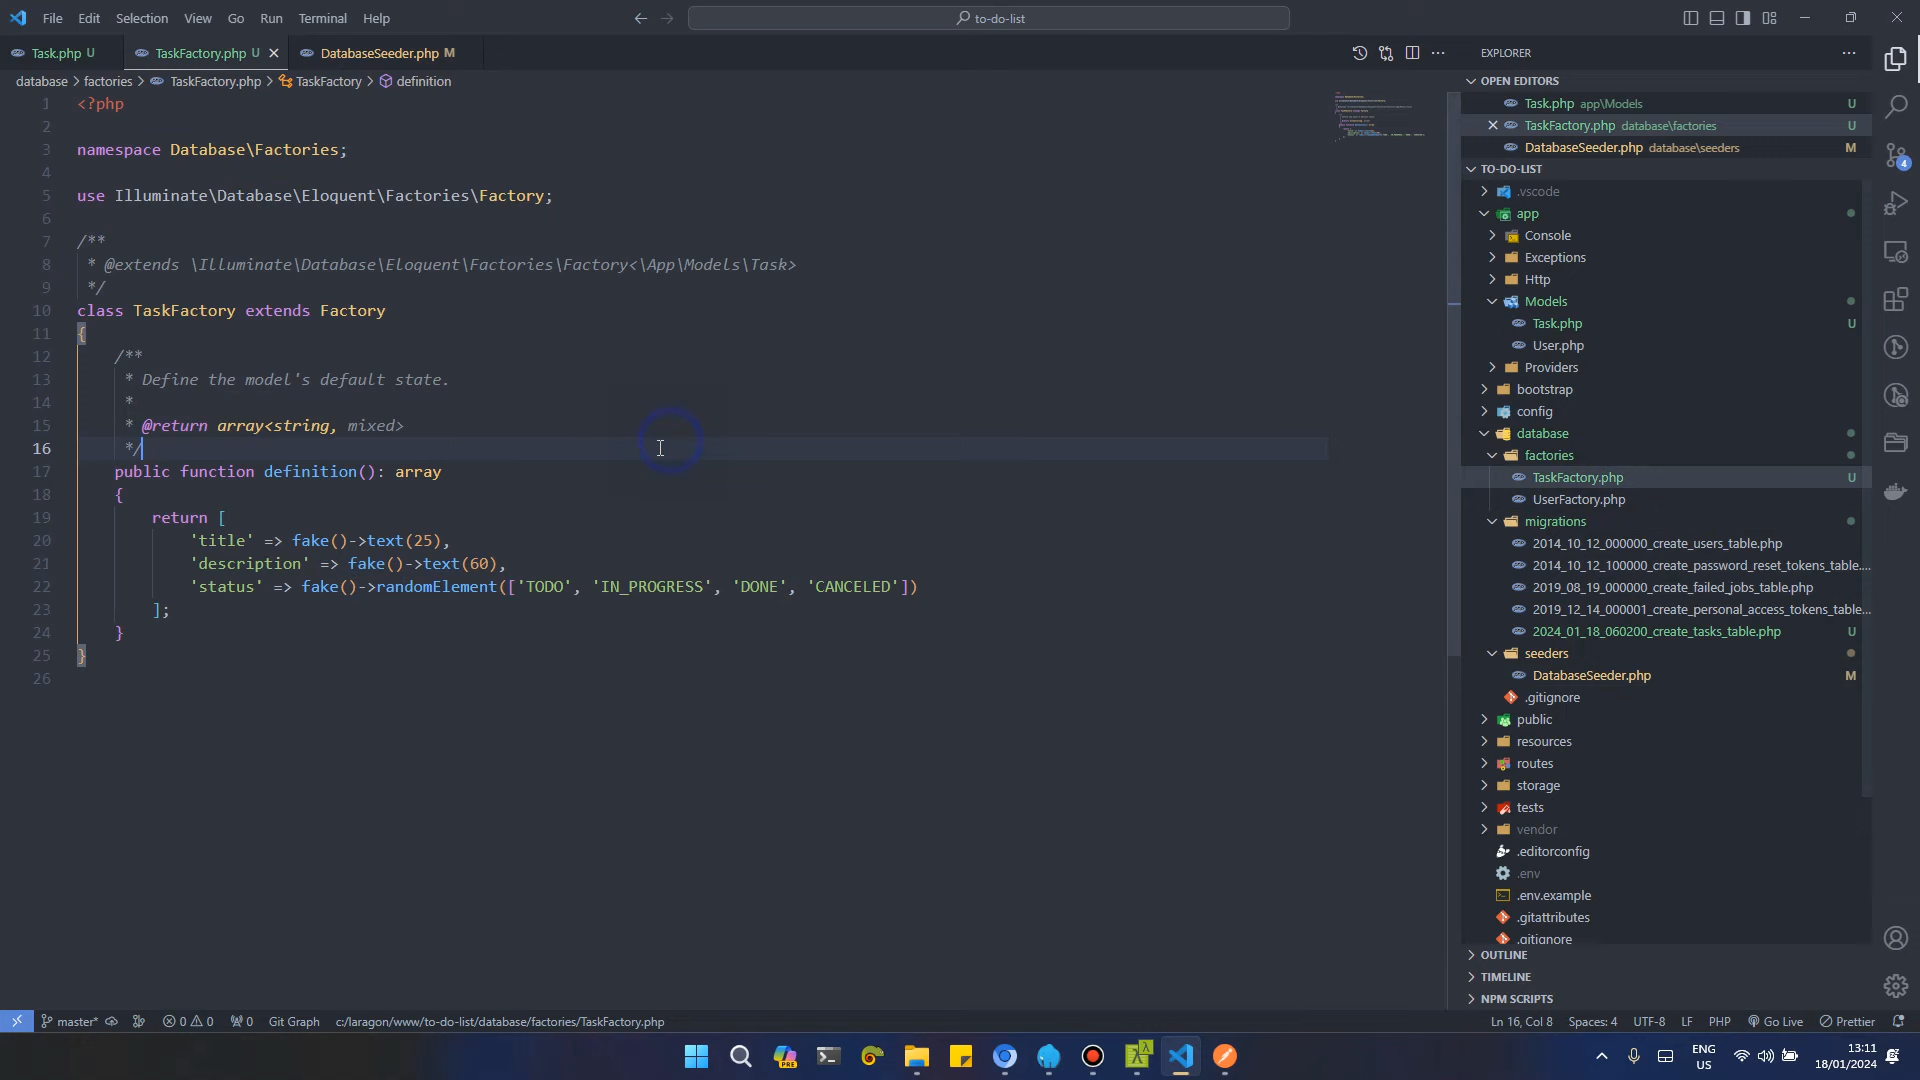 File Edit Selection View Go Run Terminal Help
to-do-list
Task.php U
TaskFactory.php U
DatabaseSeeder.php M
database > factories > TaskFactory.php > TaskFactory > definition
1 <?php
2
3 namespace Database\Factories;
4
5 use Illuminate\Database\Eloquent\Factories\Factory;
6
7 /**
8 * @extends \Illuminate\Database\Eloquent\Factories\Factory<\App\Models\Task>
9 */
10 class TaskFactory extends Factory
11 {
12 /**
13 * Define the model's default state.
14 *
15 * @return array<string, mixed>
16 */
17 public function definition(): array
18 {
19 return [
20 'title' => fake()->text(25),
21 'description' => fake()->text(60),
22 'status' => fake()->randomElement(['TODO', 'IN_PROGRESS', 'DONE', 'CANCELED'])
23 ];
24 }
25 }
26
EXPLORER
OPEN EDITORS
Task.php app\Models U
TaskFactory.php database\factories U
DatabaseSeeder.php database\seeders M
TO-DO-LIST
.vscode
app
Console
Exceptions
Http
Models
Task.php U
User.php
Providers
bootstrap
config
database
factories
TaskFactory.php U
UserFactory.php
migrations
2014_10_12_000000_create_users_table.php
2014_10_12_100000_create_password_reset_tokens_table....
2019_08_19_000000_create_failed_jobs_table.php
2019_12_14_000001_create_personal_access_tokens_table...
2024_01_18_060200_create_tasks_table.php U
seeders
DatabaseSeeder.php M
.gitignore
public
resources
routes
storage
tests
vendor
.editorconfig
.env
.env.example
.gitattributes
.gitignore
OUTLINE
TIMELINE
NPM SCRIPTS
4
master* 0 0 0 Git Graph c:/laragon/www/to-do-list/database/factories/TaskFactory.php
Ln 16, Col 8 Spaces: 4 UTF-8 LF PHP Go Live Prettier
PRE
ENG
US
13:11
18/01/2024